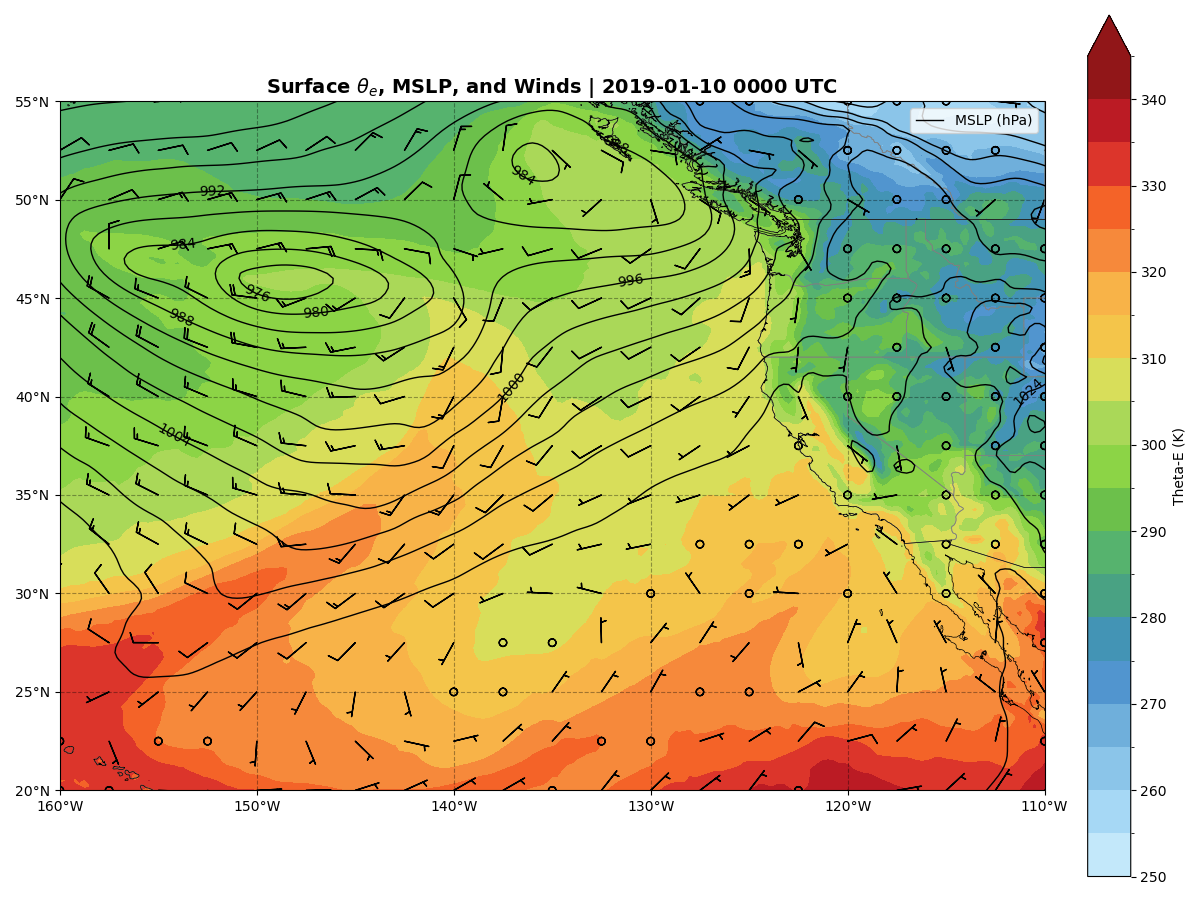 Surface θe, MSLP, and Winds | 2019-01-10 0000 UTC
55°N
50°N
45°N
40°N
35°N
30°N
25°N
20°N
160°W
150°W
140°W
130°W
120°W
110°W
MSLP (hPa)
992
984
988
984
976
980
988
996
1000
1004
1024
340
330
320
310
300
290
280
270
260
250
Theta-E (K)